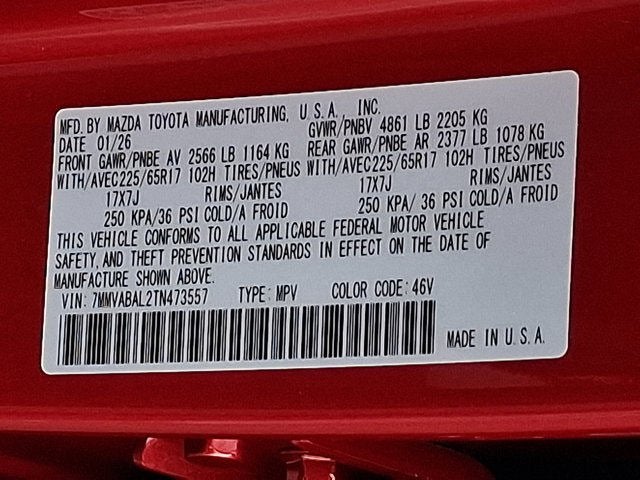 MFD. BY MAZDA TOYOTA MANUFACTURING, U.S.A., INC.
DATE 01/26 GVWR/PNBV 4861 LB 2205 KG
FRONT GAWR/PNBE AV 2566 LB 1164 KG REAR GAWR/PNBE AR 2377 LB 1078 KG
WITH/AVEC225/65R17 102H TIRES/PNEUS WITH/AVEC225/65R17 102H TIRES/PNEUS
17X7J RIMS/JANTES 17X7J RIMS/JANTES
250 KPA/36 PSI COLD/A FROID 250 KPA/ 36 PSI COLD/A FROID
THIS VEHICLE CONFORMS TO ALL APPLICABLE FEDERAL MOTOR VEHICLE
SAFETY, AND THEFT PREVENTION STANDARDS IN EFFECT ON THE DATE OF
MANUFACTURE SHOWN ABOVE.
VIN: 7MMVABAL2TN473557 TYPE: MPV COLOR CODE: 46V
MADE IN U.S.A.